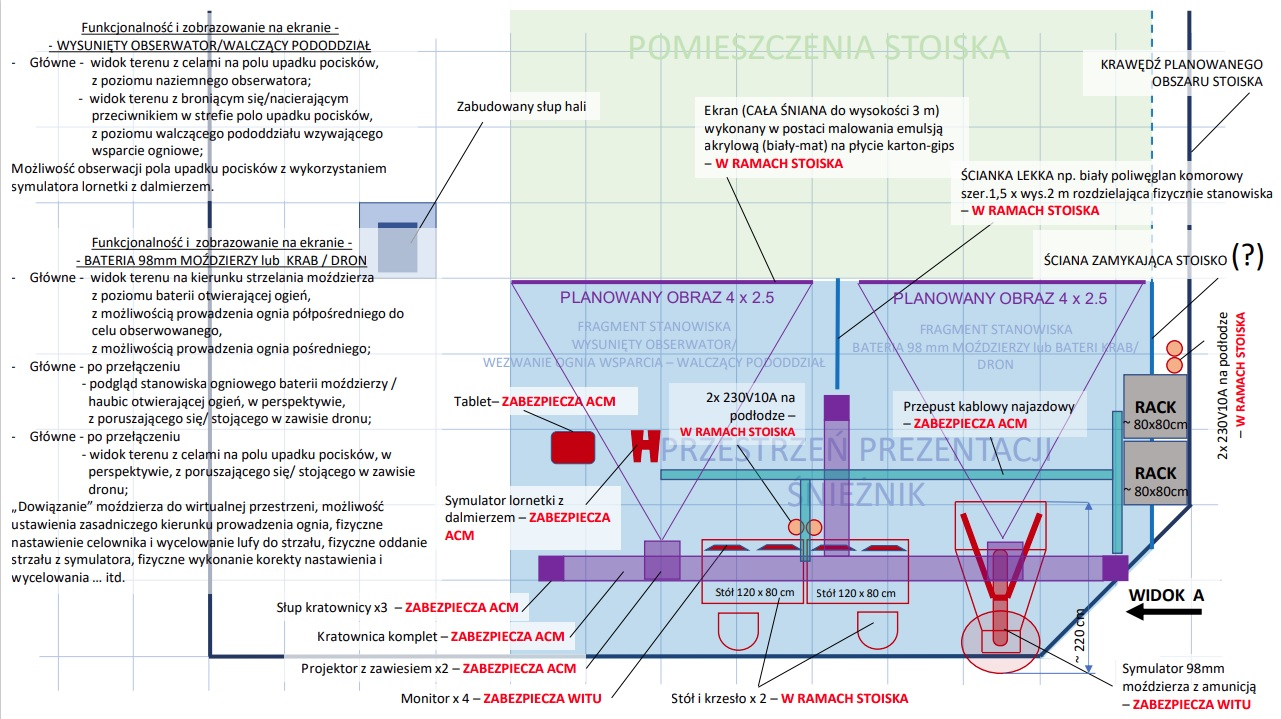 Funkcjonalność i zobrazowanie na ekranie -
- WYSUNIĘTY OBSERWATOR/WALCZĄCY PODODDZIAŁ
- Główne - widok terenu z celami na polu upadku pocisków,
z poziomu naziemnego obserwatora;
- widok terenu z broniącym się/nacierającym
przeciwnikiem w strefie polo upadku pocisków,
z poziomu walczącego pododdziału wzywającego
wsparcie ogniowe;
Możliwość obserwacji pola upadku pocisków z wykorzystaniem
symulatora lornetki z dalmierzem.
Funkcjonalność i zobrazowanie na ekranie -
- BATERIA 98mm MOŹDZIERZY lub KRAB / DRON
- Główne - widok terenu na kierunku strzelania moździerza
z poziomu baterii otwierającej ogień,
z możliwością prowadzenia ognia półpośredniego do
celu obserwowanego,
z możliwością prowadzenia ognia pośredniego;
- Główne - po przełączeniu
- podgląd stanowiska ogniowego baterii moździerzy /
haubic otwierającej ogień, w perspektywie,
z poruszającego się/ stojącego w zawisie dronu;
- Główne - po przełączeniu
- widok terenu z celami na polu upadku pocisków, w
perspektywie, z poruszającego się/ stojącego w zawisie
dronu;
„Dowiązanie” moździerza do wirtualnej przestrzeni, możliwość
ustawienia zasadniczego kierunku prowadzenia ognia, fizyczne
nastawienie celownika i wycelowanie lufy do strzału, fizyczne oddanie
strzału z symulatora, fizyczne wykonanie korekty nastawienia i
wycelowania ... itd.
POMIESZCZENIA STOISKA
KRAWĘDŹ PLANOWANEGO
OBSZARU STOISKA
Zabudowany słup hali
Ekran (CAŁA ŚNIANA do wysokości 3 m)
wykonany w postaci malowania emulsją
akrylową (biały-mat) na płycie karton-gips
– W RAMACH STOISKA
ŚCIANKA LEKKA np. biały poliwęglan komorowy
szer.1,5 x wys.2 m rozdzielająca fizycznie stanowiska
– W RAMACH STOISKA
ŚCIANA ZAMYKAJĄCA STOISKO (?)
PLANOWANY OBRAZ 4 x 2.5
PLANOWANY OBRAZ 4 x 2.5
FRAGMENT STANOWISKA
WYSUNIĘTY OBSERWATOR/
WEZWANIE OGNIA WSPARCIA – WALCZĄCY PODODDZIAŁ
FRAGMENT STANOWISKA
BATERIA 98 mm MOŹDZIERZY lub BATERI KRAB/
DRON
2x 230V10A na podłodze
– W RAMACH STOISKA
Tablet– ZABEZPIECZA ACM
2x 230V10A na
podłodze –
W RAMACH STOISKA
Przepust kablowy najazdowy
– ZABEZPIECZA ACM
RACK
~ 80x80cm
RACK
~ 80x80cm
PRZESTRZEŃ PREZENTACJI
ŚNIEŻNIK
Symulator lornetki z
dalmierzem – ZABEZPIECZA
ACM
Stół 120 x 80 cm
Stół 120 x 80 cm
WIDOK A
~ 220 cm
Słup kratownicy x3 – ZABEZPIECZA ACM
Kratownica komplet – ZABEZPIECZA ACM
Projektor z zawiesiem x2 – ZABEZPIECZA ACM
Monitor x 4 – ZABEZPIECZA WITU
Stół i krzesło x 2 – W RAMACH STOISKA
Symulator 98mm
moździerza z amunicją
– ZABEZPIECZA WITU